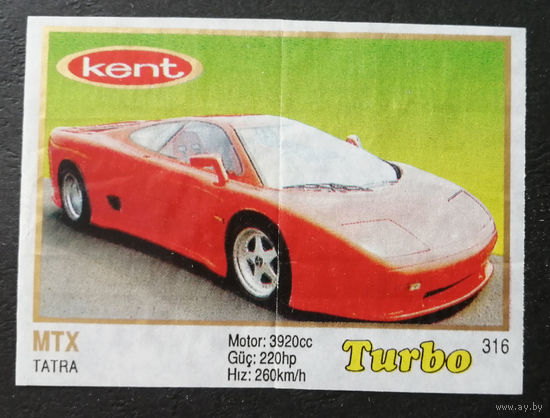 kent
MTX
TATRA
Motor: 3920cc
Güç: 220hp
Hız: 260km/h
Turbo
316
www.ay.by